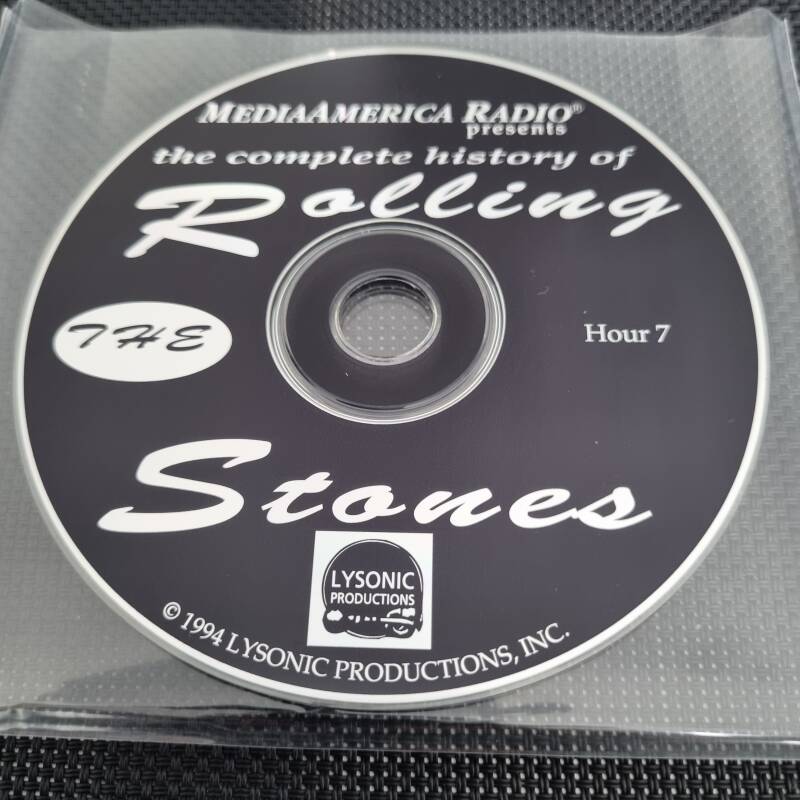 MEDIAAMERICA RADIO®
presents
the complete history of
Rolling
THE
Hour 7
Stones
LYSONIC
PRODUCTIONS
© 1994 LYSONIC PRODUCTIONS, INC.